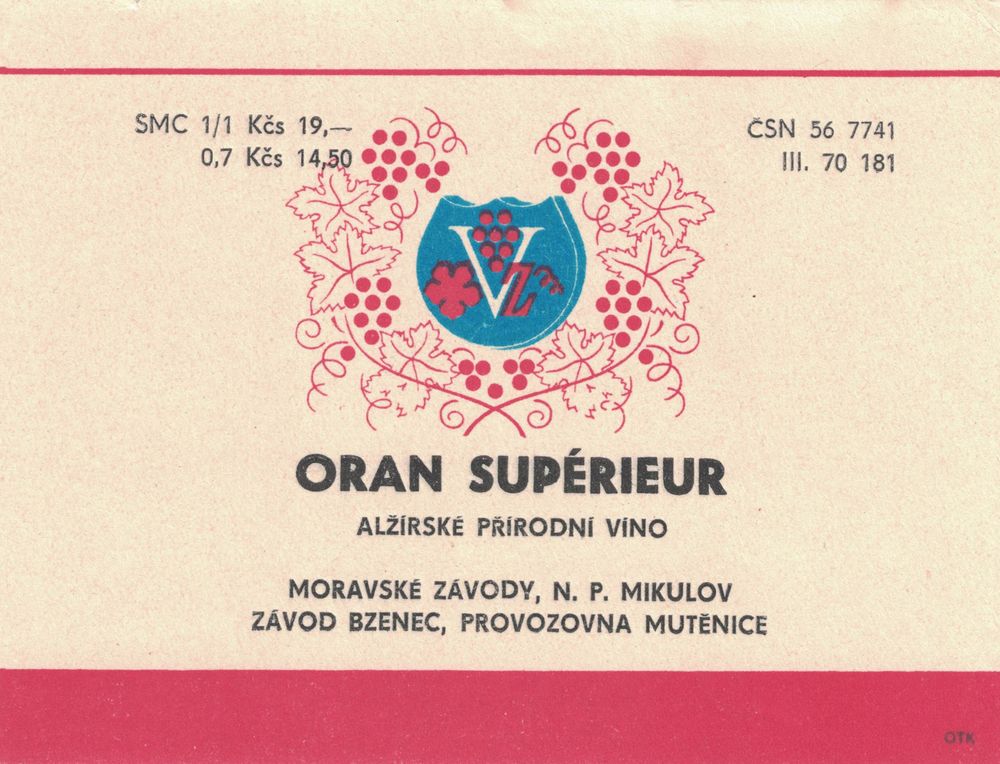 SMC 1/1 Kčs 19,—
0,7 Kčs 14,50
ČSN 56 7741
III. 70 181
VZ
ORAN SUPÉRIEUR
ALŽÍRSKÉ PŘÍRODNÍ VÍNO
MORAVSKÉ ZÁVODY, N. P. MIKULOV
ZÁVOD BZENEC, PROVOZOVNA MUTĚNICE
OTK